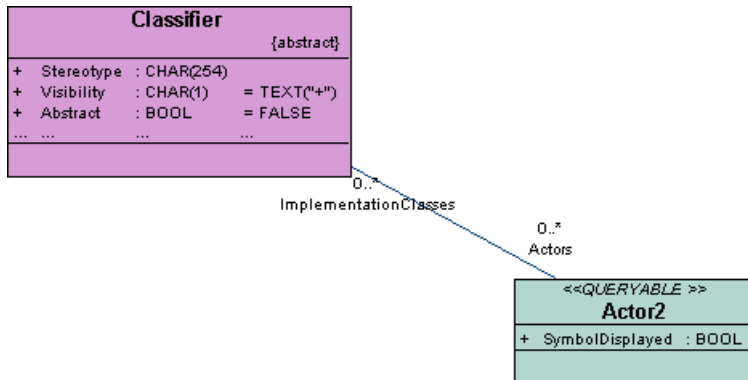 Classifier
{abstract}
+ Stereotype : CHAR(254)
+ Visibility : CHAR(1) = TEXT("+")
+ Abstract : BOOL = FALSE
... ... ... ...
0..*
ImplementationClasses
0..*
Actors
<<QUERYABLE >>
Actor2
+ SymbolDisplayed : BOOL